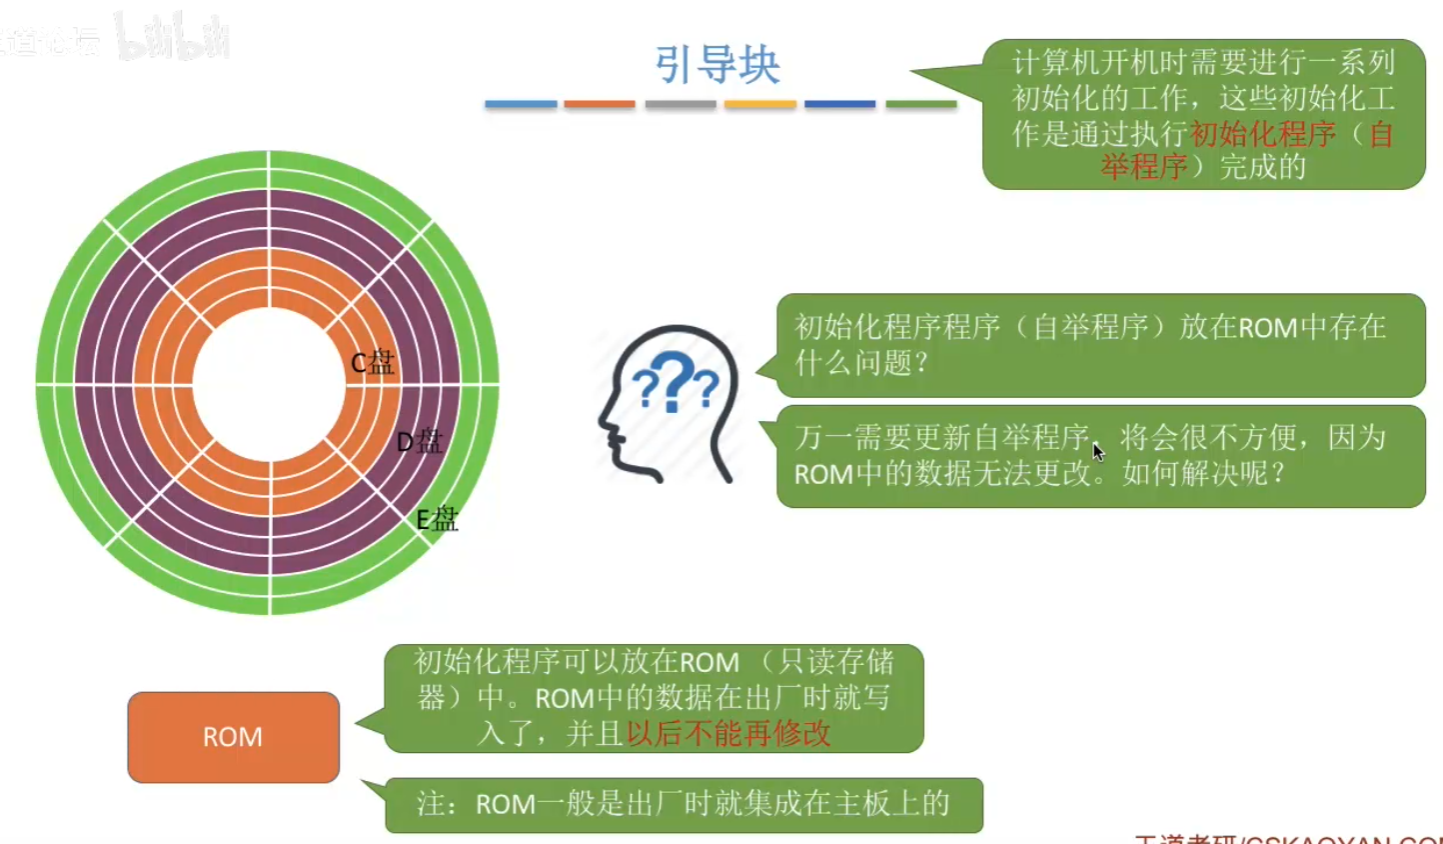 道论坛 bilibili
引导块
计算机开机时需要进行一系列
初始化的工作，这些初始化工
作是通过执行初始化程序（自
举程序）完成的
C盘
D盘
E盘
? ? ?
初始化程序程序（自举程序）放在ROM中存在
什么问题？
万一需要更新自举程序，将会很不方便，因为
ROM中的数据无法更改。如何解决呢？
初始化程序可以放在ROM （只读存储
器）中。ROM中的数据在出厂时就写
入了，并且以后不能再修改
ROM
注：ROM一般是出厂时就集成在主板上的
王道考研/CSKAOYAN.COM